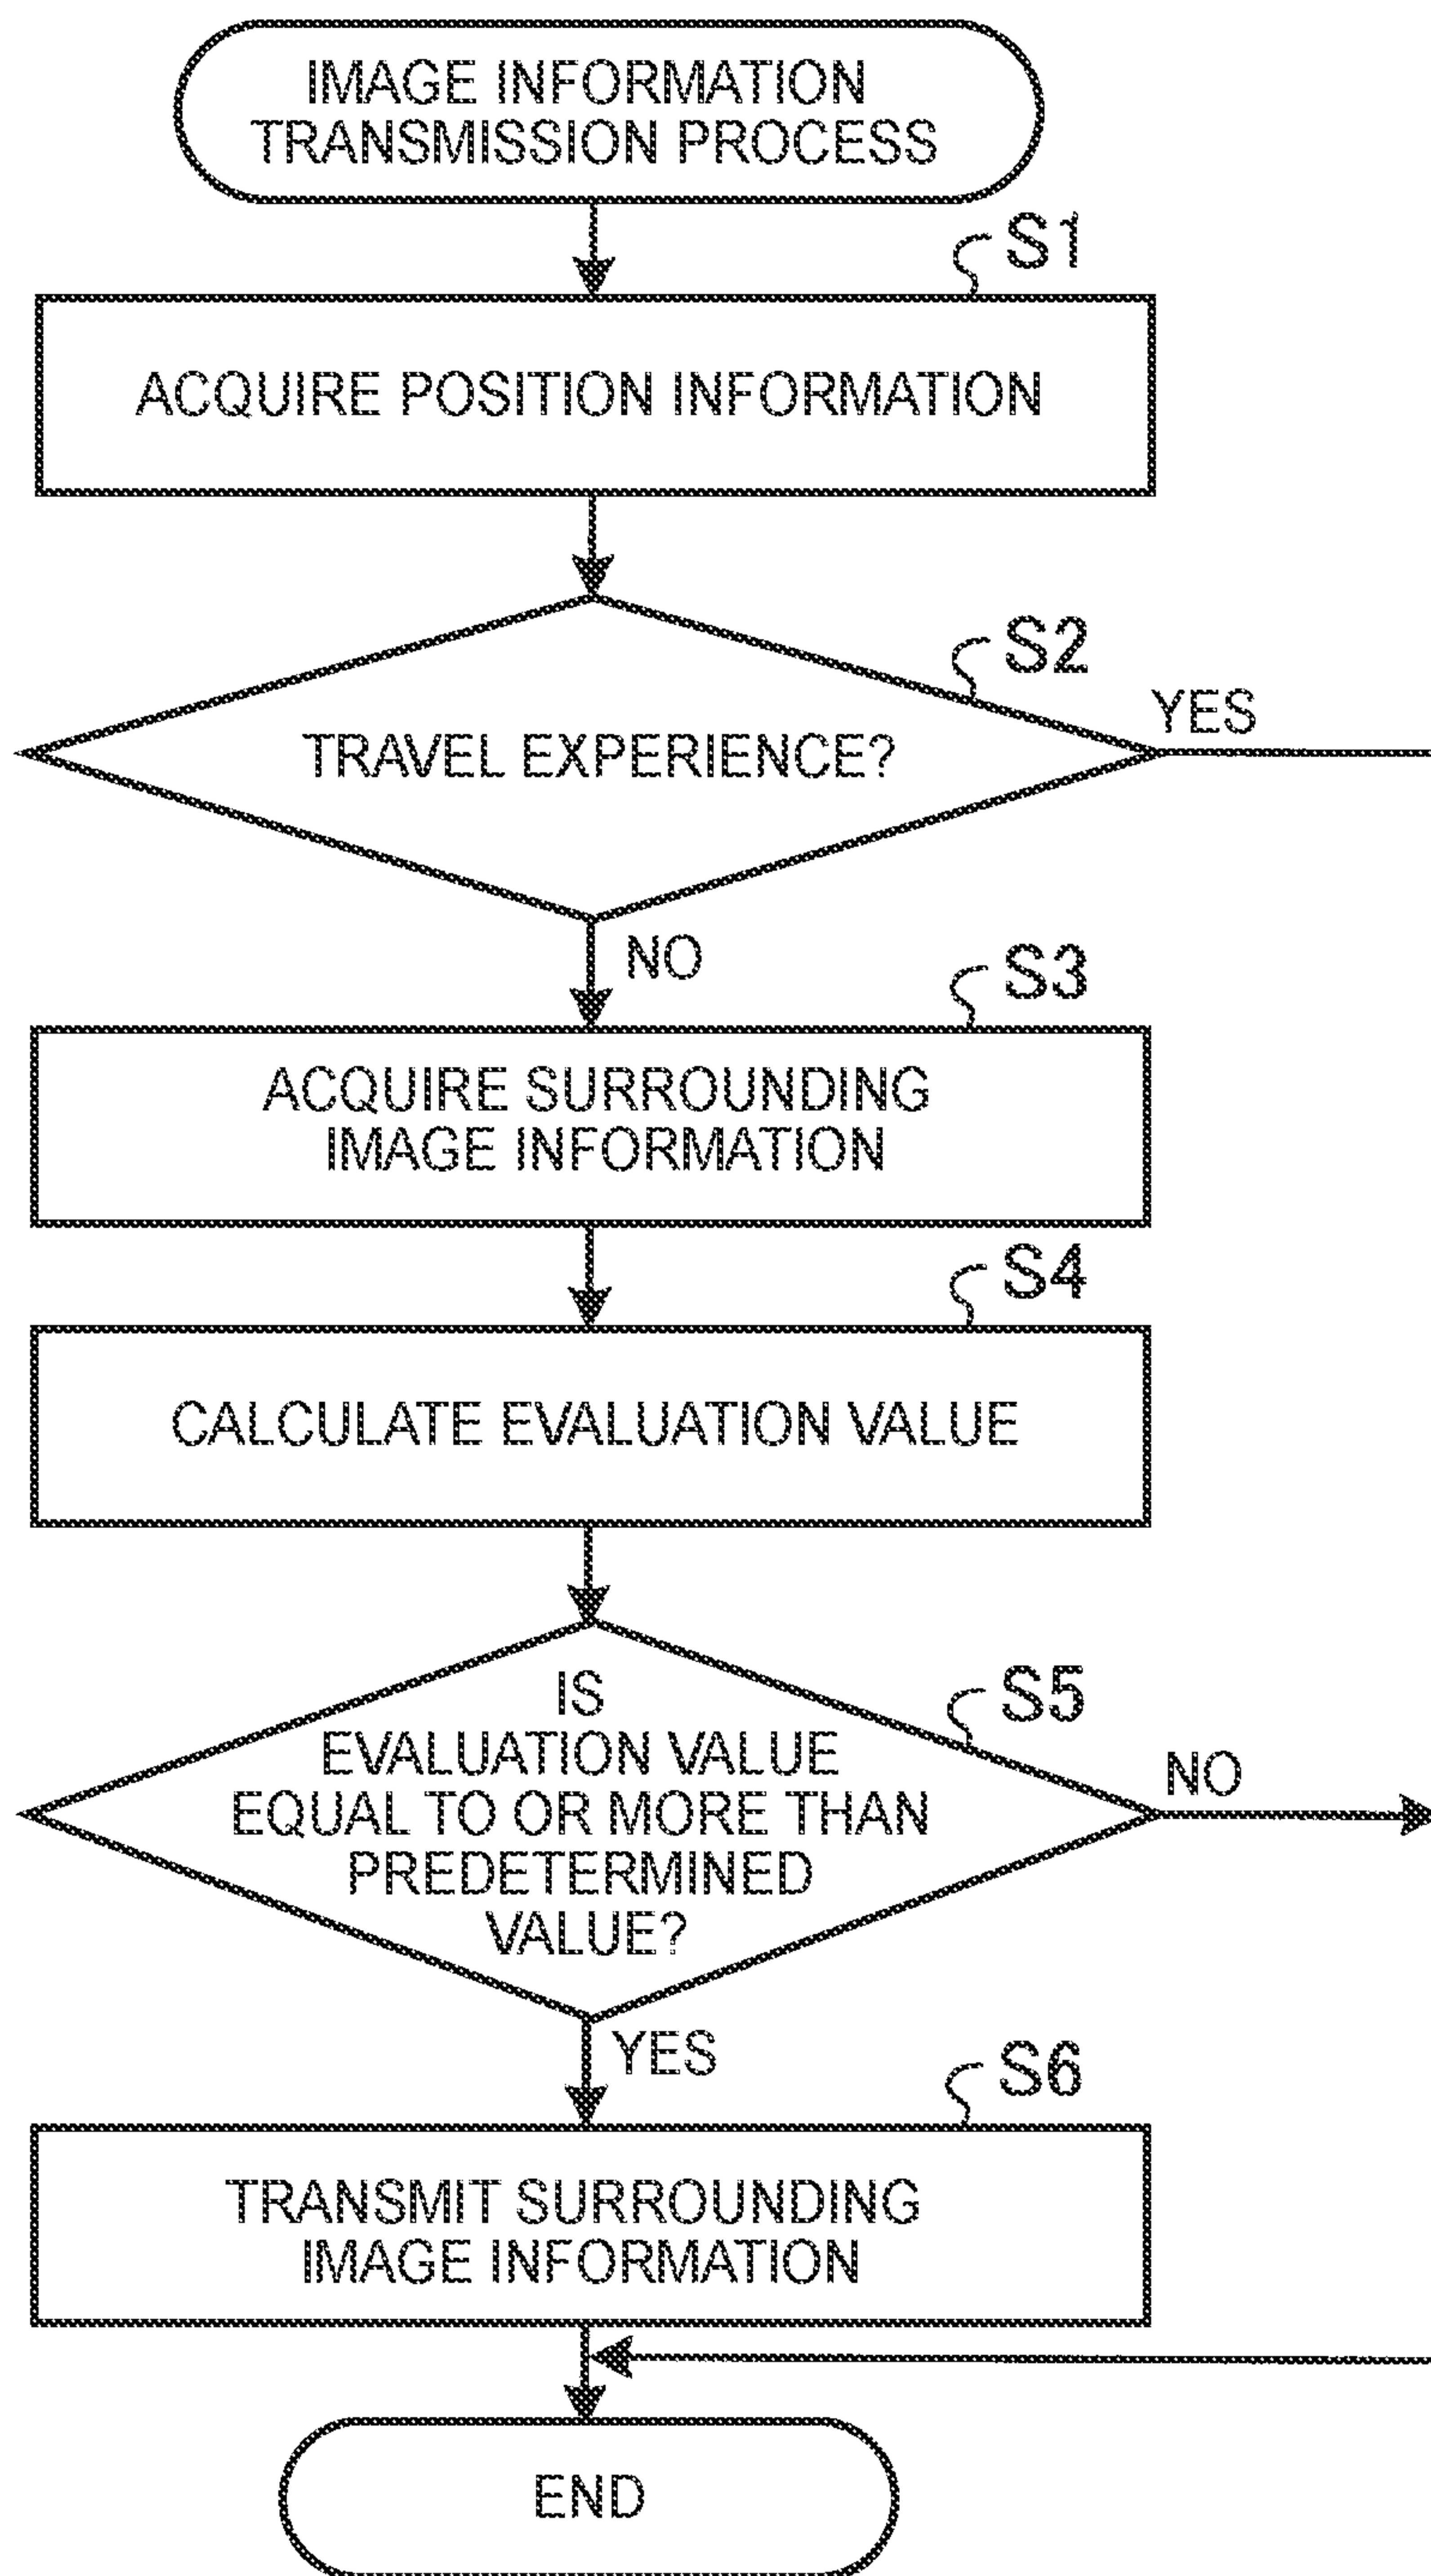 IMAGE INFORMATION
TRANSMISSION PROCESS
S1
ACQUIRE POSITION INFORMATION
S2
TRAVEL EXPERIENCE?
YES
NO
S3
ACQUIRE SURROUNDING
IMAGE INFORMATION
S4
CALCULATE EVALUATION VALUE
S5
IS
EVALUATION VALUE
EQUAL TO OR MORE THAN
PREDETERMINED
VALUE?
NO
YES
S6
TRANSMIT SURROUNDING
IMAGE INFORMATION
END